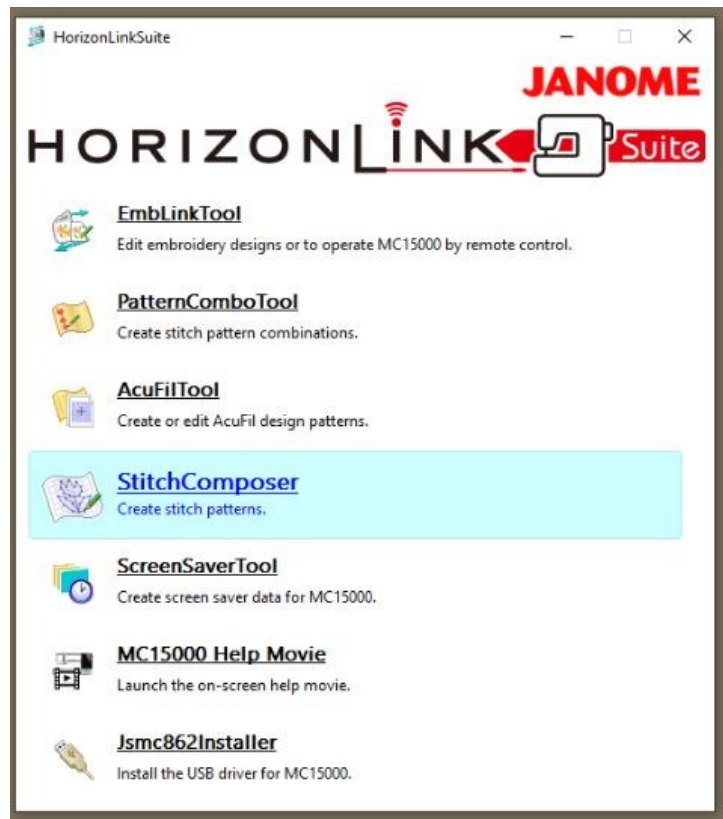 HorizonLinkSuite
JANOME
HORIZONLiNK Suite
EmbLinkTool
Edit embroidery designs or to operate MC15000 by remote control.
PatternComboTool
Create stitch pattern combinations.
AcuFilTool
Create or edit AcuFil design patterns.
StitchComposer
Create stitch patterns.
ScreenSaverTool
Create screen saver data for MC15000.
MC15000 Help Movie
Launch the on-screen help movie.
Jsmc862Installer
Install the USB driver for MC15000.